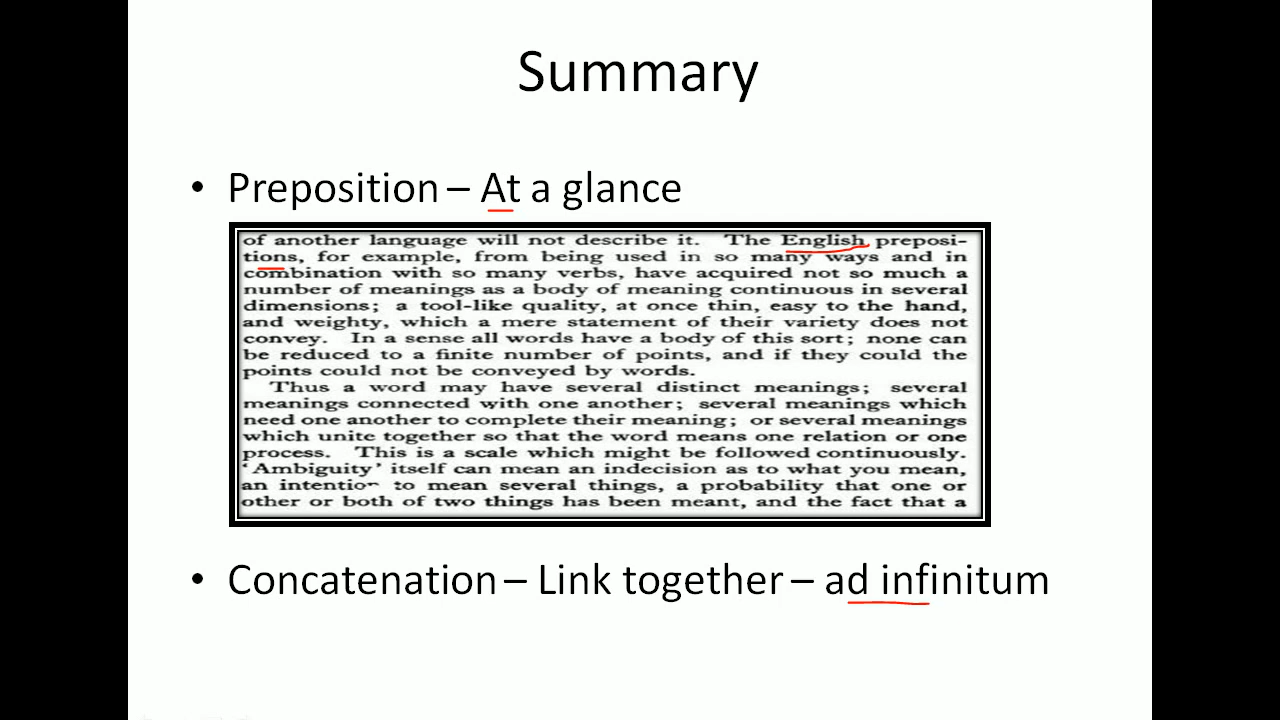 Summary
• Preposition – At a glance
of another language will not describe it. The English preposi-
tions, for example, from being used in so many ways and in
combination with so many verbs, have acquired not so much a
number of meanings as a body of meaning continuous in several
dimensions; a tool-like quality, at once thin, easy to the hand,
and weighty, which a mere statement of their variety does not
convey. In a sense all words have a body of this sort; none can
be reduced to a finite number of points, and if they could the
points could not be conveyed by words.
Thus a word may have several distinct meanings; several
meanings connected with one another; several meanings which
need one another to complete their meaning; or several meanings
which unite together so that the word means one relation or one
process. This is a scale which might be followed continuously.
‘Ambiguity’ itself can mean an indecision as to what you mean,
an intention to mean several things, a probability that one or
other or both of two things has been meant, and the fact that a
• Concatenation – Link together – ad infinitum